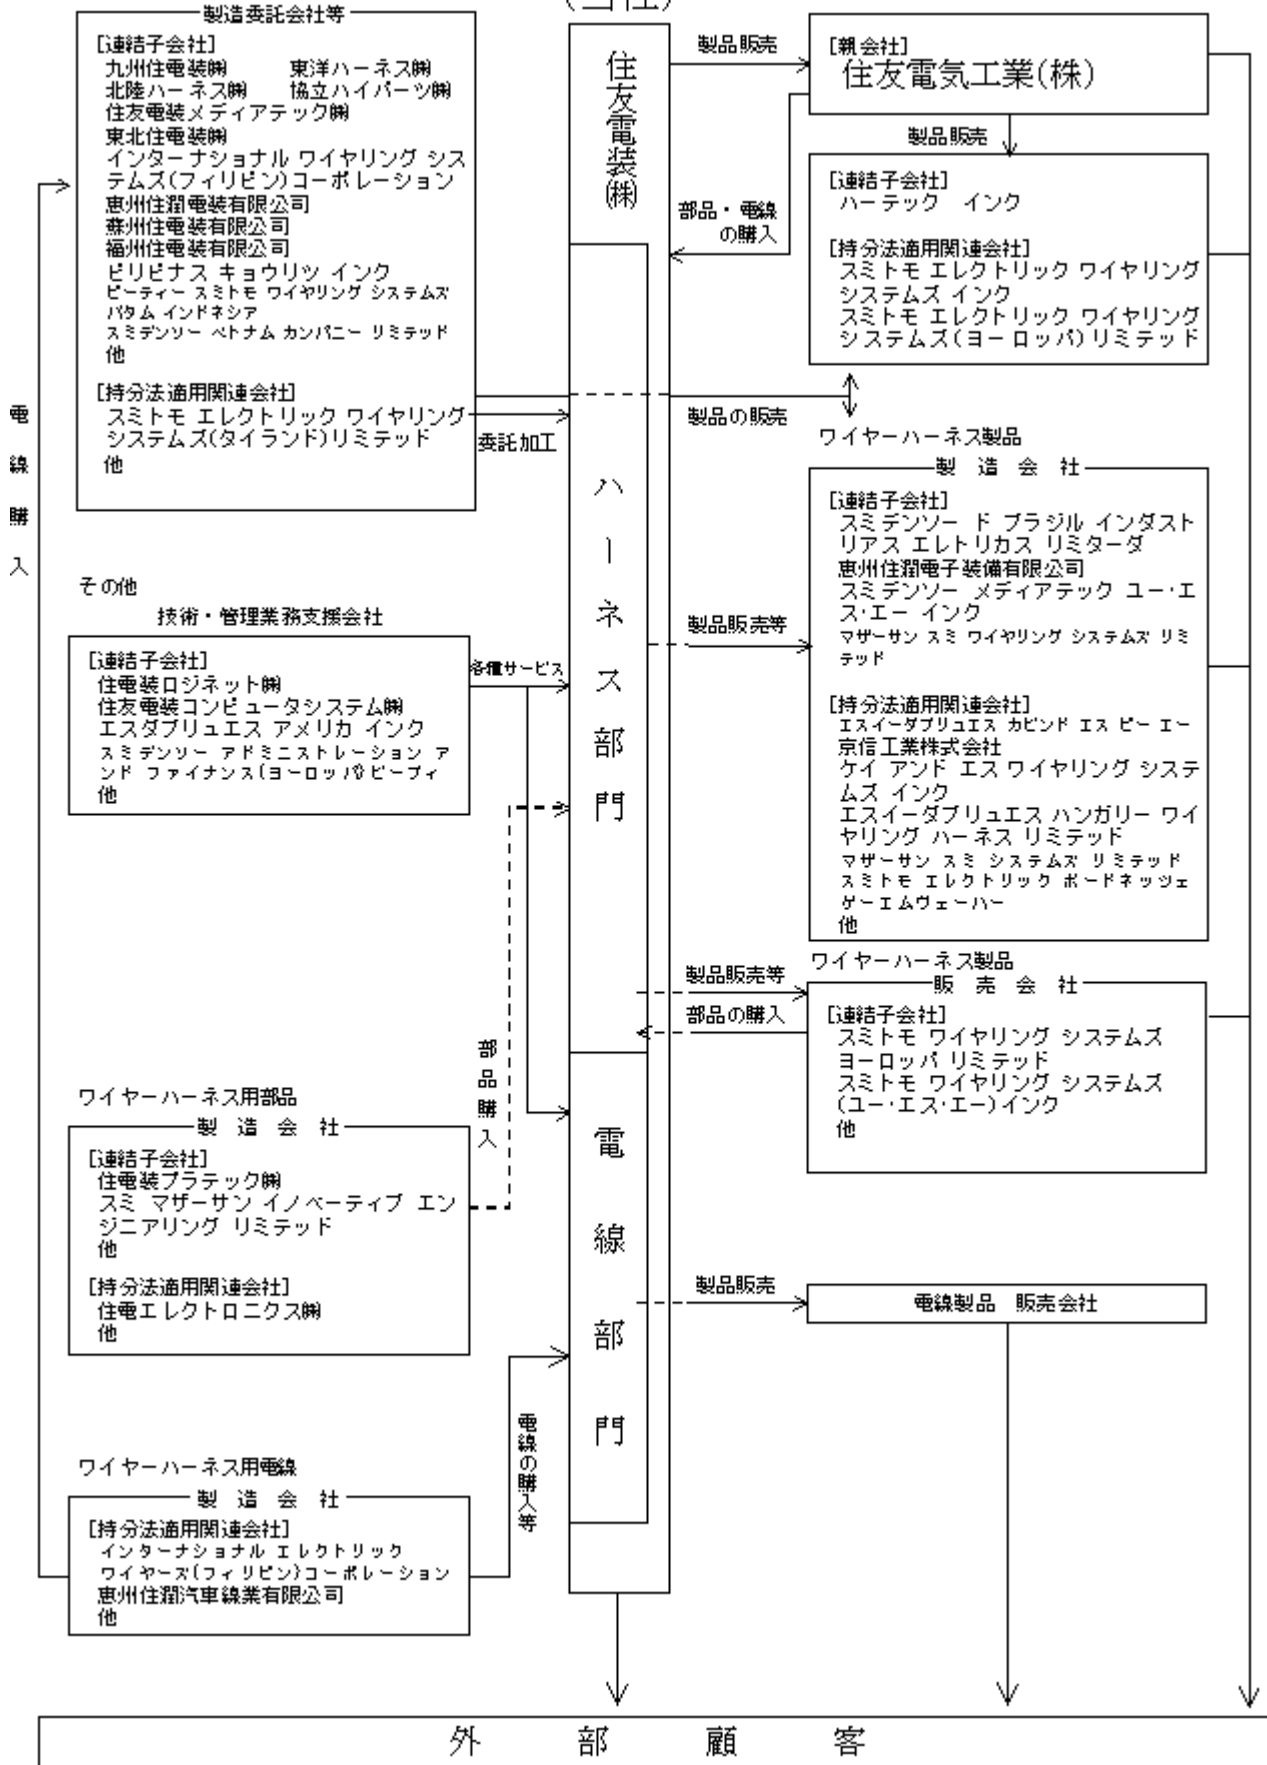 製造委託会社等
[連結子会社]
九州住電装㈱ 東洋ハーネス㈱
北陸ハーネス㈱ 協立ハイパーツ㈱
住友電装メディアテック㈱
東北住電装㈱
インターナショナル ワイヤリング シス
テムズ(フィリピン)コーポレーション
恵州住潤電装有限公司
蘇州住電装有限公司
福州住電装有限公司
ピリピナス キョウリツ インク
ピーティー スミトモ ワイヤリング システムズ
バタム インドネシア
スミデンソー ベトナム カンパニー リミテッド
他
[持分法適用関連会社]
スミトモ エレクトリック ワイヤリング
システムズ(タイランド)リミテッド
他
電線購入
委託加工
その他
技術・管理業務支援会社
[連結子会社]
住電装ロジネット㈱
住友電装コンピュータシステム㈱
エスダブリュエス アメリカ インク
スミデンソー アドミニストレーション ア
ンド ファイナンス(ヨーロッパ)ビーブイ
他
各種サービス
部品購入
ワイヤーハーネス用部品
製造会社
[連結子会社]
住電装プラテック㈱
スミ マザーサン イノベーティブ エン
ジニアリング リミテッド
他
[持分法適用関連会社]
住電エレクトロニクス㈱
他
電線の購入等
ワイヤーハーネス用電線
製造会社
[持分法適用関連会社]
インターナショナル エレクトリック
ワイヤーズ(フィリピン)コーポレーション
恵州住潤汽車線業有限公司
他
(当社)
住友電装(株)
ハーネス部門
電線部門
製品販売
[親会社]
住友電気工業(株)
製品販売
部品・電線
の購入
[連結子会社]
ハーテック インク
[持分法適用関連会社]
スミトモ エレクトリック ワイヤリング
システムズ インク
スミトモ エレクトリック ワイヤリング
システムズ(ヨーロッパ)リミテッド
製品の販売
ワイヤーハーネス製品
製造会社
[連結子会社]
スミデンソー ド ブラジル インダスト
リアス エレトリカス リミターダ
恵州住潤電子装備有限公司
スミデンソー メディアテック ユー・エ
ス・エー インク
マザーサン スミ ワイヤリング システムズ リミ
テッド
製品販売等
[持分法適用関連会社]
エスイーダブリュエス カビンド エス ピー エー
京信工業株式会社
ケイ アンド エス ワイヤリング システ
ムズ インク
エスイーダブリュエス ハンガリー ワイ
ヤリング ハーネス リミテッド
マザーサン スミ システムズ リミテッド
スミトモ エレクトリック ボードネッツェ
ゲーエムヴェーハー
他
ワイヤーハーネス製品
販売会社
製品販売等
部品の購入
[連結子会社]
スミトモ ワイヤリング システムズ
ヨーロッパ リミテッド
スミトモ ワイヤリング システムズ
(ユー・エス・エー)インク
他
製品販売
電線製品 販売会社
外部顧客